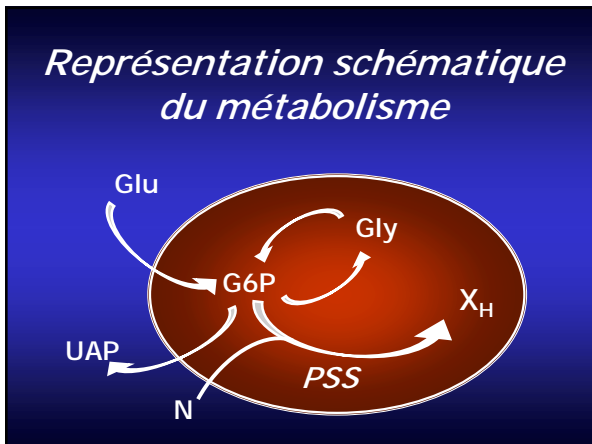 Représentation schématique
du métabolisme
Glu
Gly
G6P
XH
UAP
PSS
N